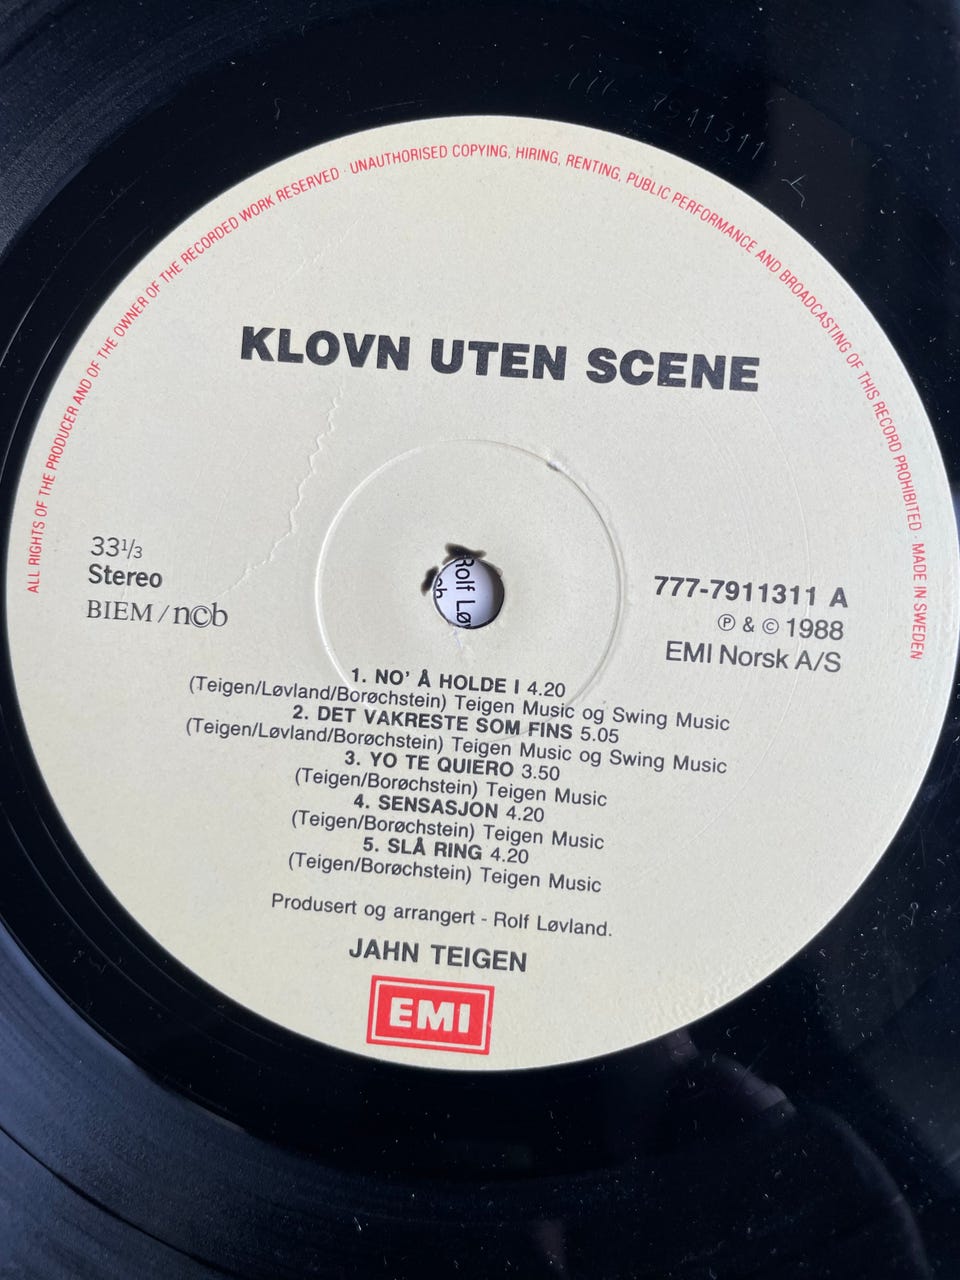 777 7911311
ALL RIGHTS OF THE PRODUCER AND OF THE OWNER OF THE RECORDED WORK RESERVED · UNAUTHORISED COPYING, HIRING, RENTING, PUBLIC PERFORMANCE AND BROADCASTING OF THIS RECORD PROHIBITED · MADE IN SWEDEN
KLOVN UTEN SCENE
33⅓
Stereo
BIEM/n©b
777-7911311 A
Ⓟ & © 1988
EMI Norsk A/S
Rolf Lø
1. NO' Å HOLDE I 4.20
(Teigen/Løvland/Borøchstein) Teigen Music og Swing Music
2. DET VAKRESTE SOM FINS 5.05
(Teigen/Løvland/Borøchstein) Teigen Music og Swing Music
3. YO TE QUIERO 3.50
(Teigen/Borøchstein) Teigen Music
4. SENSASJON 4.20
(Teigen/Borøchstein) Teigen Music
5. SLÅ RING 4.20
(Teigen/Borøchstein) Teigen Music
Produsert og arrangert - Rolf Løvland.
JAHN TEIGEN
EMI